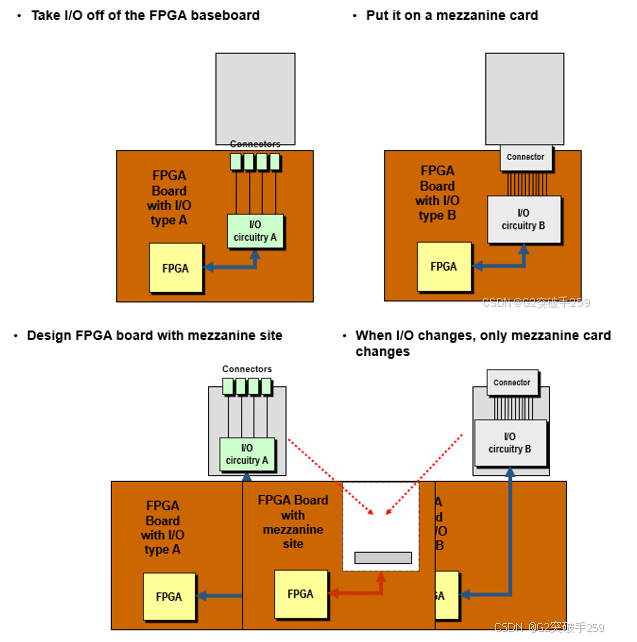 • Take I/O off of the FPGA baseboard
• Put it on a mezzanine card
Connectors
FPGA
Board
with I/O
type A
I/O
circuitry A
FPGA
Connector
FPGA
Board
with I/O
type B
I/O
circuitry B
FPGA
CSDN @G2突破手259
• Design FPGA board with mezzanine site
• When I/O changes, only mezzanine card
changes
Connectors
I/O
circuitry A
Connector
I/O
circuitry B
FPGA
Board
with I/O
type A
FPGA
FPGA Board
with
mezzanine
site
FPGA
A
rd
I/O
B
GA
CSDN @G2突破手259